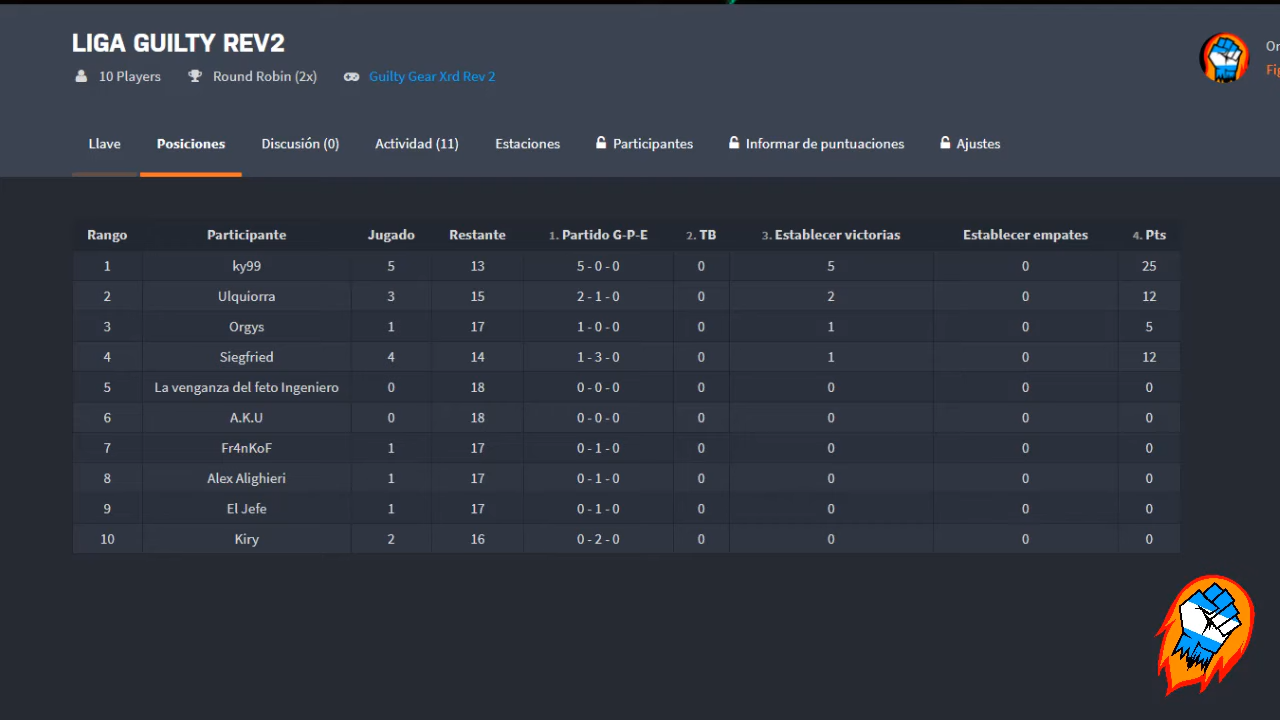 LIGA GUILTY REV2
10 Players Round Robin (2x) Guilty Gear Xrd Rev 2
Or
Fig
Llave Posiciones Discusión (0) Actividad (11) Estaciones Participantes Informar de puntuaciones Ajustes
Rango Participante Jugado Restante 1. Partido G-P-E 2. TB 3. Establecer victorias Establecer empates 4. Pts
1 ky99 5 13 5 - 0 - 0 0 5 0 25
2 Ulquiorra 3 15 2 - 1 - 0 0 2 0 12
3 Orgys 1 17 1 - 0 - 0 0 1 0 5
4 Siegfried 4 14 1 - 3 - 0 0 1 0 12
5 La venganza del feto Ingeniero 0 18 0 - 0 - 0 0 0 0 0
6 A.K.U 0 18 0 - 0 - 0 0 0 0 0
7 Fr4nKoF 1 17 0 - 1 - 0 0 0 0 0
8 Alex Alighieri 1 17 0 - 1 - 0 0 0 0 0
9 El Jefe 1 17 0 - 1 - 0 0 0 0 0
10 Kiry 2 16 0 - 2 - 0 0 0 0 0